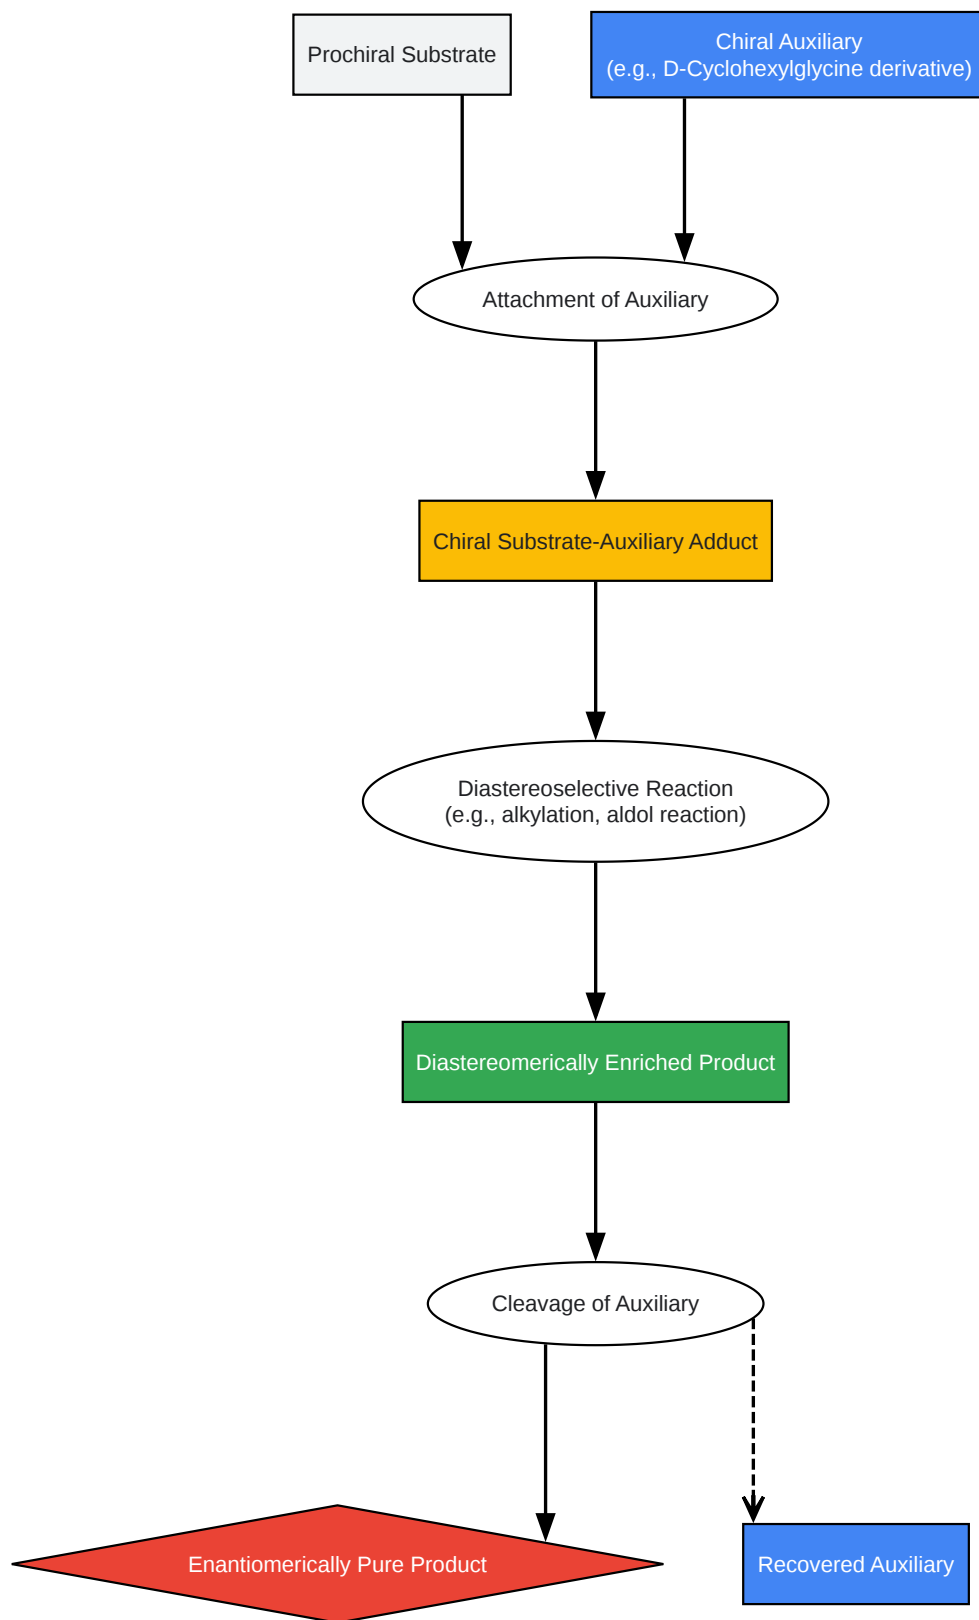 Prochiral Substrate
Chiral Auxiliary
(e.g., D-Cyclohexylglycine derivative)
Attachment of Auxiliary
Chiral Substrate-Auxiliary Adduct
Diastereoselective Reaction
(e.g., alkylation, aldol reaction)
Diastereomerically Enriched Product
Cleavage of Auxiliary
Enantiomerically Pure Product
Recovered Auxiliary